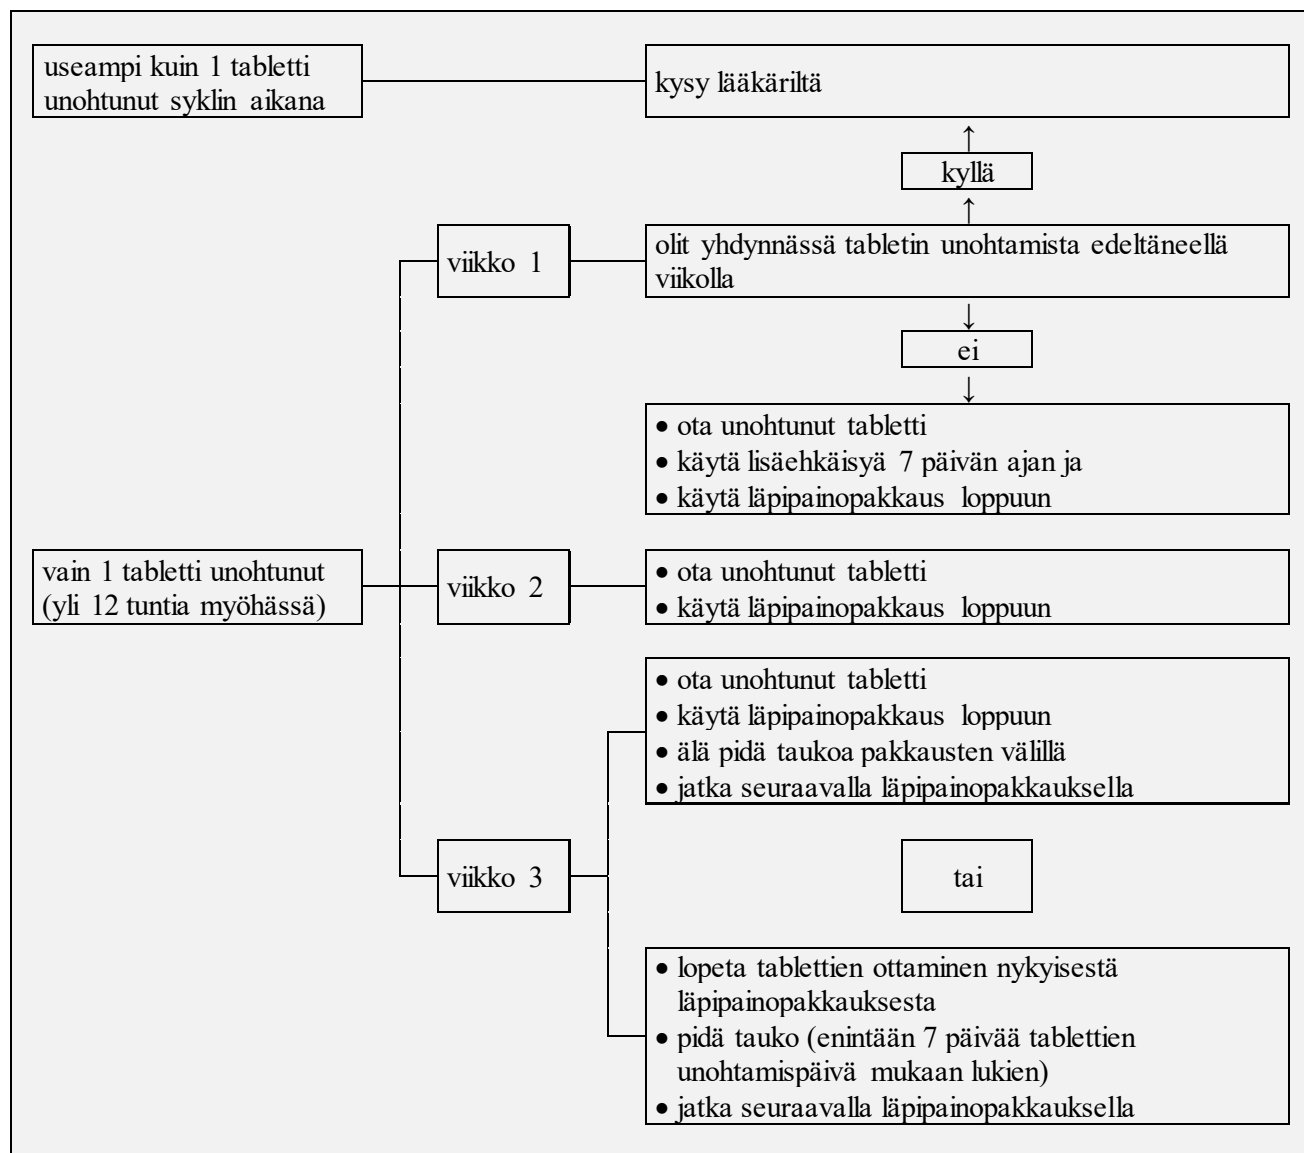 useampi kuin 1 tabletti
unohtunut syklin aikana
kysy lääkäriltä
↑
kyllä
↑
viikko 1
olit yhdynnässä tabletin unohtamista edeltäneellä
viikolla
↓
ei
↓
• ota unohtunut tabletti
• käytä lisäehkäisyä 7 päivän ajan ja
• käytä läpipainopakkaus loppuun
vain 1 tabletti unohtunut
(yli 12 tuntia myöhässä)
viikko 2
• ota unohtunut tabletti
• käytä läpipainopakkaus loppuun
• ota unohtunut tabletti
• käytä läpipainopakkaus loppuun
• älä pidä taukoa pakkausten välillä
• jatka seuraavalla läpipainopakkauksella
viikko 3
tai
• lopeta tablettien ottaminen nykyisestä
läpipainopakkauksesta
• pidä tauko (enintään 7 päivää tablettien
unohtamispäivä mukaan lukien)
• jatka seuraavalla läpipainopakkauksella